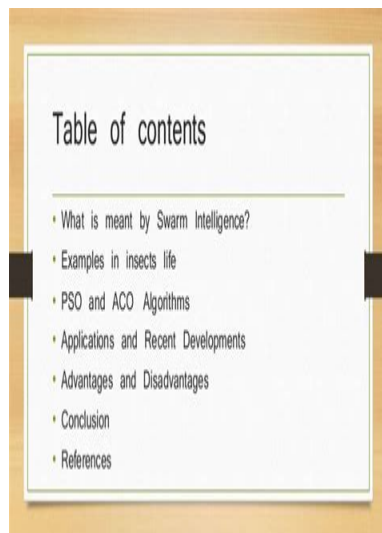 Table of contents
• What is meant by Swarm Intelligence?
• Examples in insects life
• PSO and ACO Algorithms
• Applications and Recent Developments
• Advantages and Disadvantages
• Conclusion
• References